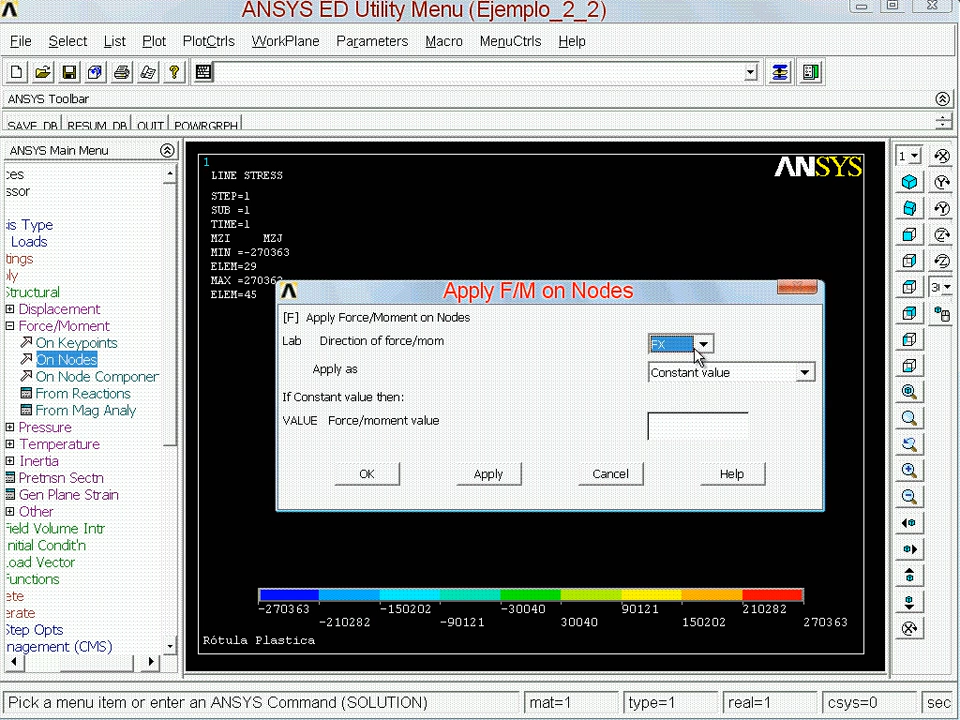 ANSYS ED Utility Menu (Ejemplo_2_2)
File Select List Plot PlotCtrls WorkPlane Parameters Macro MenuCtrls Help
ANSYS Toolbar
SAVE_DB RESUM_DB QUIT POWRGRPH
ANSYS Main Menu
ces
ssor
is Type
Loads
tings
ly
Structural
Displacement
Force/Moment
On Keypoints
On Nodes
On Node Componer
From Reactions
From Mag Analy
Pressure
Temperature
Inertia
Pretnsn Sectn
Gen Plane Strain
Other
Field Volume Intr
nitial Condit'n
Load Vector
Functions
ete
erate
Step Opts
nagement (CMS)
1
ANSYS
LINE STRESS
STEP=1
SUB =1
TIME=1
MZI MZJ
MIN =-270363
ELEM=29
MAX =270363
ELEM=45
Apply F/M on Nodes
[F] Apply Force/Moment on Nodes
Lab Direction of force/mom
FX
Apply as
Constant value
If Constant value then:
VALUE Force/moment value
OK Apply Cancel Help
-270363 -150202 -30040 90121 210282
-210282 -90121 30040 150202 270363
Rótula Plastica
1
X
Y
Y
Z
Z
Pick a menu item or enter an ANSYS Command (SOLUTION) mat=1 type=1 real=1 csys=0 sec